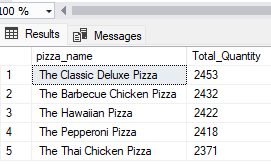 100 %
Results Messages
pizza_name Total_Quantity
1 The Classic Deluxe Pizza 2453
2 The Barbecue Chicken Pizza 2432
3 The Hawaiian Pizza 2422
4 The Pepperoni Pizza 2418
5 The Thai Chicken Pizza 2371